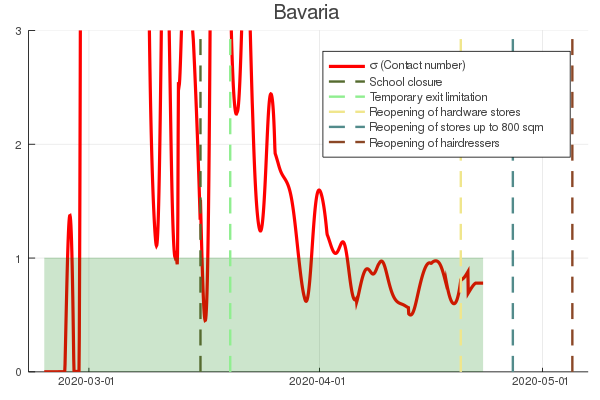 Bavaria
3
2
1
0
σ (Contact number)
School closure
Temporary exit limitation
Reopening of hardware stores
Reopening of stores up to 800 sqm
Reopening of hairdressers
2020-03-01
2020-04-01
2020-05-01